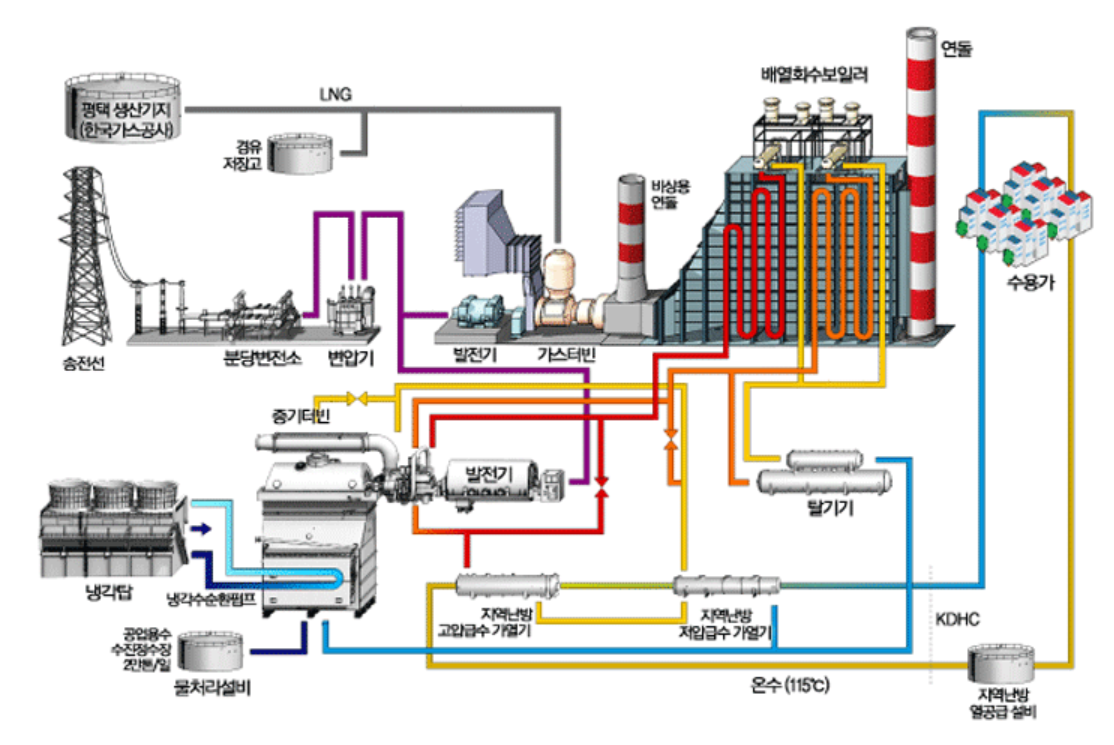 연돌
배열회수보일러
LNG
평택 생산기지
(한국가스공사)
경유
저장고
비상용
연돌
수용가
송전선
분당변전소
변압기
발전기
가스터빈
증기터빈
발전기
탈기기
냉각탑
냉각수순환펌프
지역난방
고압급수 가열기
지역난방
저압급수 가열기
KDHC
공업용수
수진정수장
2만톤/일
물처리설비
온수 (115℃)
지역난방
열공급 설비